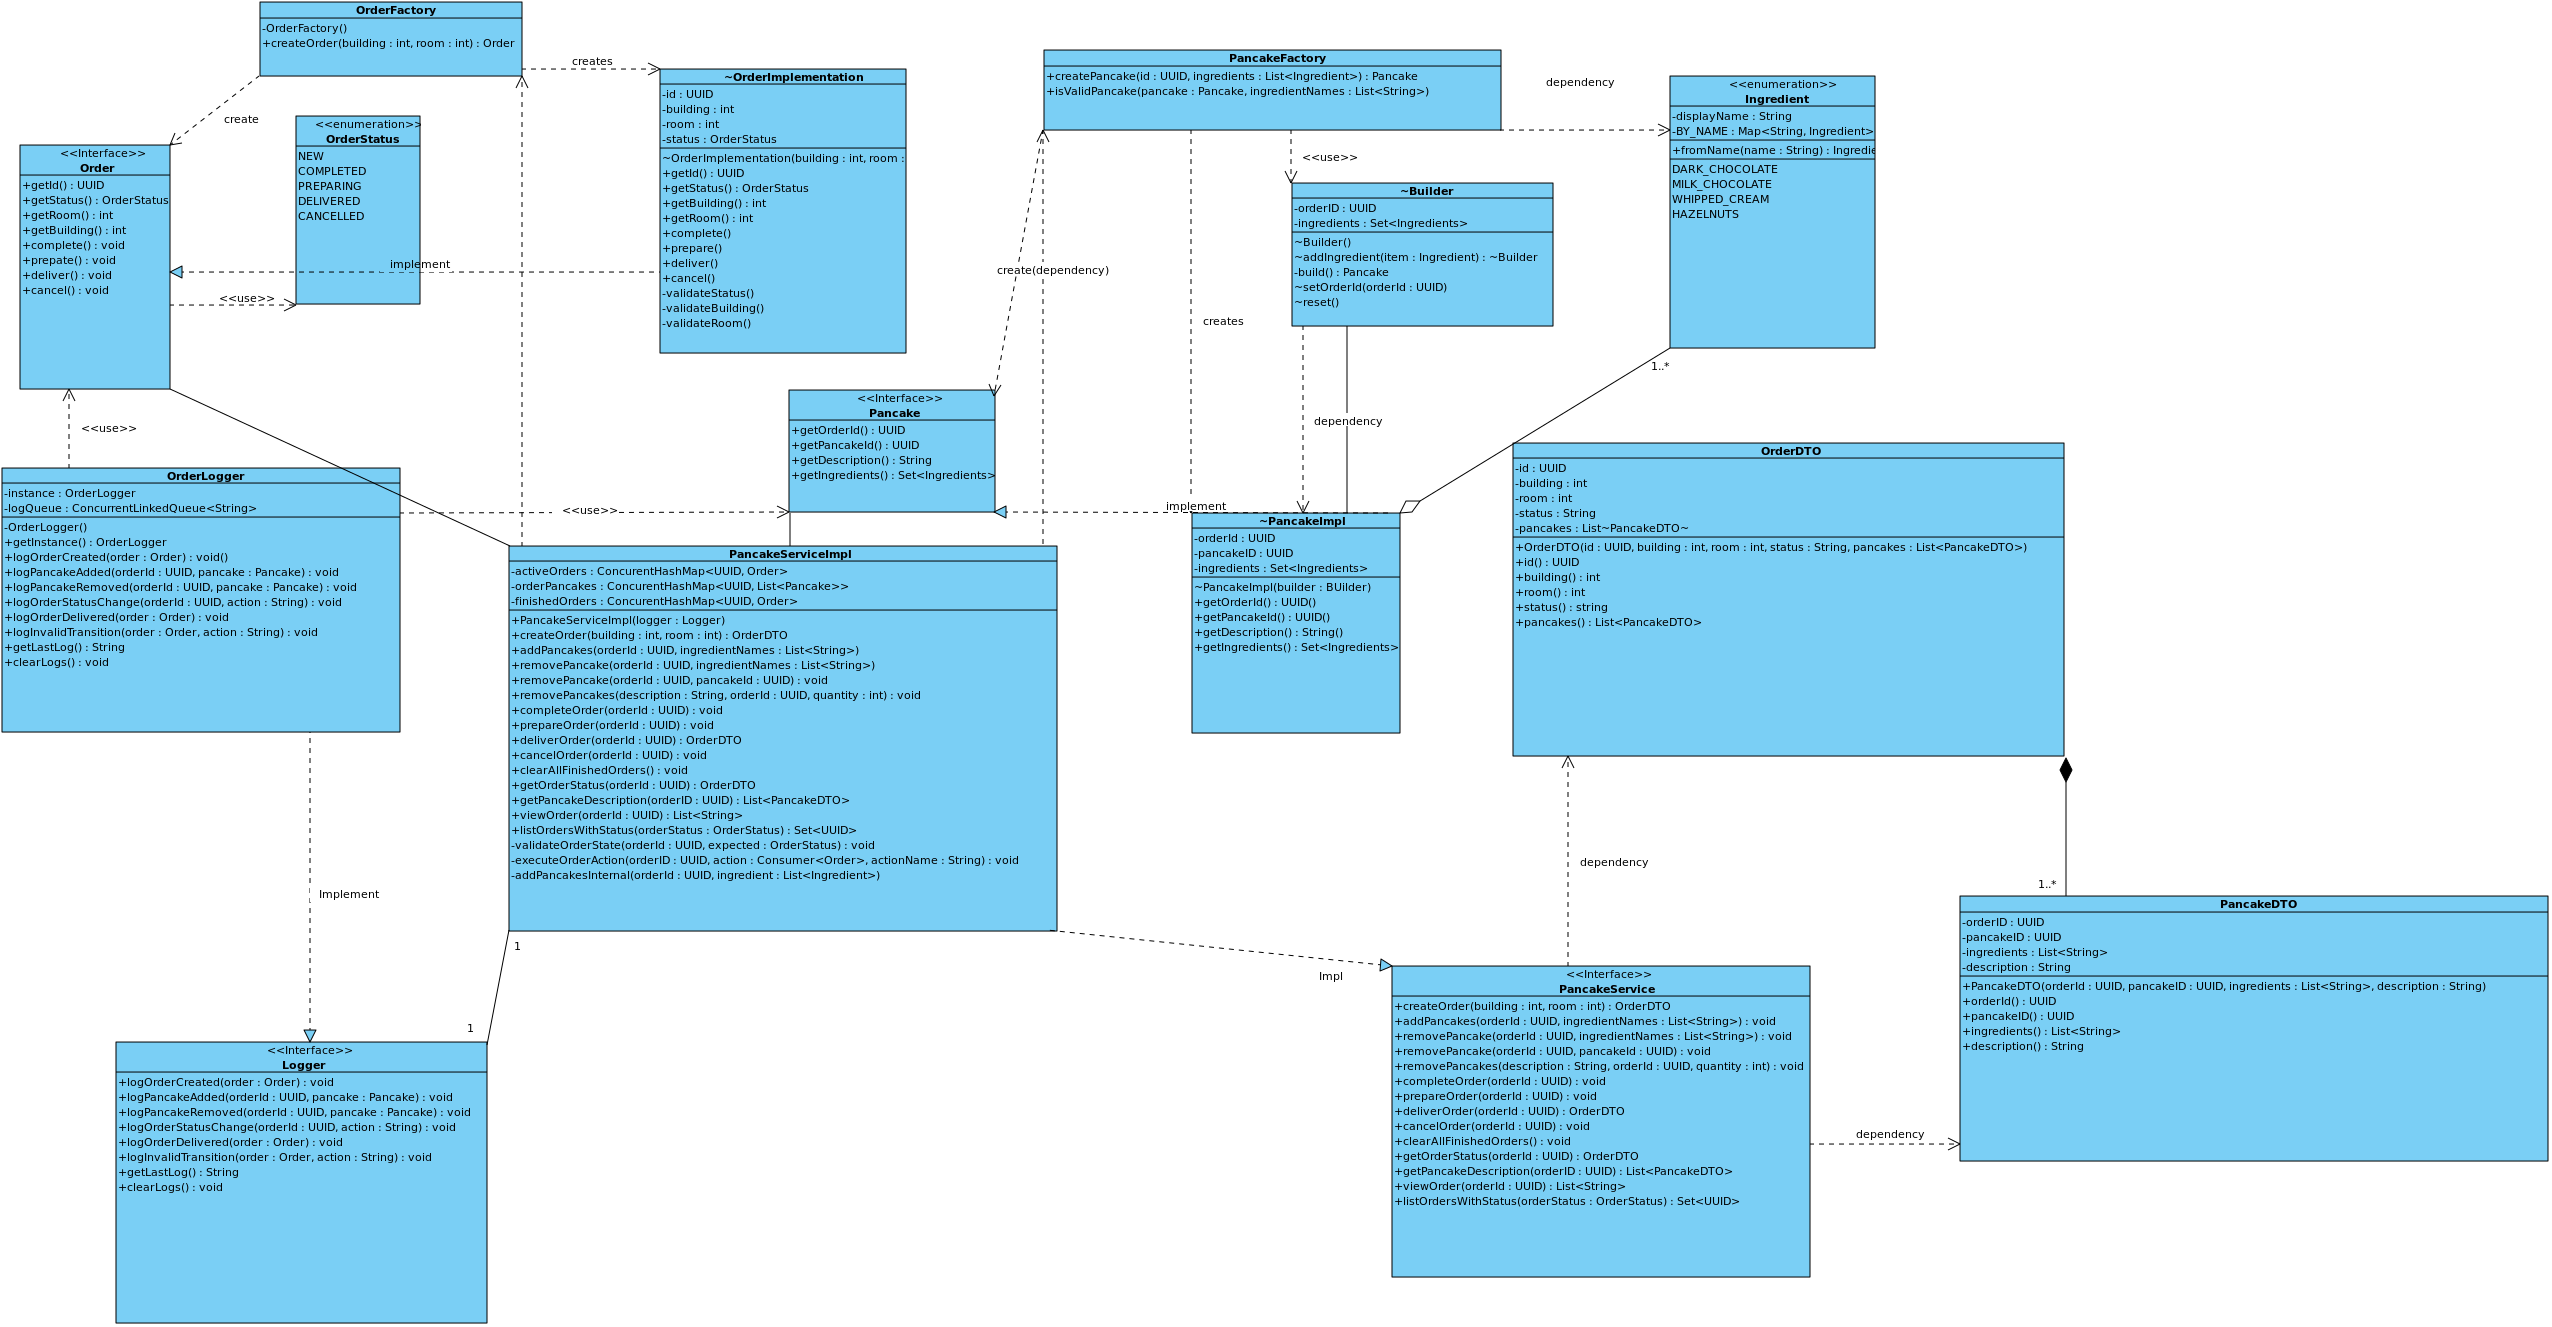 OrderFactory
-OrderFactory()
+createOrder(building : int, room : int) : Order
creates
create
~OrderImplementation
-id : UUID
-building : int
-room : int
-status : OrderStatus
~OrderImplementation(building : int, room :
+getId() : UUID
+getStatus() : OrderStatus
+getBuilding() : int
+getRoom() : int
+complete()
+prepare()
+deliver()
+cancel()
-validateStatus()
-validateBuilding()
-validateRoom()
<<enumeration>>
OrderStatus
NEW
COMPLETED
PREPARING
DELIVERED
CANCELLED
<<Interface>>
Order
+getId() : UUID
+getStatus() : OrderStatus
+getRoom() : int
+getBuilding() : int
+complete() : void
+prepate() : void
+deliver() : void
+cancel() : void
implement
<<use>>
<<use>>
PancakeFactory
+createPancake(id : UUID, ingredients : List<Ingredient>) : Pancake
+isValidPancake(pancake : Pancake, ingredientNames : List<String>)
dependency
<<enumeration>>
Ingredient
-displayName : String
-BY_NAME : Map<String, Ingredient>
+fromName(name : String) : Ingredie
DARK_CHOCOLATE
MILK_CHOCOLATE
WHIPPED_CREAM
HAZELNUTS
<<use>>
~Builder
-orderID : UUID
-ingredients : Set<Ingredients>
~Builder()
~addIngredient(item : Ingredient) : ~Builder
-build() : Pancake
~setOrderId(orderId : UUID)
~reset()
create(dependency)
creates
dependency
1..*
<<Interface>>
Pancake
+getOrderId() : UUID
+getPancakeId() : UUID
+getDescription() : String
+getIngredients() : Set<Ingredients>
OrderLogger
-instance : OrderLogger
-logQueue : ConcurrentLinkedQueue<String>
-OrderLogger()
+getInstance() : OrderLogger
+logOrderCreated(order : Order) : void()
+logPancakeAdded(orderId : UUID, pancake : Pancake) : void
+logPancakeRemoved(orderId : UUID, pancake : Pancake) : void
+logOrderStatusChange(orderId : UUID, action : String) : void
+logOrderDelivered(order : Order) : void
+logInvalidTransition(order : Order, action : String) : void
+getLastLog() : String
+clearLogs() : void
<<use>>
implement
~PancakeImpl
-orderId : UUID
-pancakeID : UUID
-ingredients : Set<Ingredients>
~PancakeImpl(builder : BUilder)
+getOrderId() : UUID()
+getPancakeId() : UUID()
+getDescription() : String()
+getIngredients() : Set<Ingredients>
OrderDTO
-id : UUID
-building : int
-room : int
-status : String
-pancakes : List~PancakeDTO~
+OrderDTO(id : UUID, building : int, room : int, status : String, pancakes : List<PancakeDTO>)
+id() : UUID
+building() : int
+room() : int
+status() : string
+pancakes() : List<PancakeDTO>
PancakeServiceImpl
-activeOrders : ConcurentHashMap<UUID, Order>
-orderPancakes : ConcurentHashMap<UUID, List<Pancake>>
-finishedOrders : ConcurentHashMap<UUID, Order>
+PancakeServiceImpl(logger : Logger)
+createOrder(building : int, room : int) : OrderDTO
+addPancakes(orderId : UUID, ingredientNames : List<String>)
+removePancake(orderId : UUID, ingredientNames : List<String>)
+removePancake(orderId : UUID, pancakeId : UUID) : void
+removePancakes(description : String, orderId : UUID, quantity : int) : void
+completeOrder(orderId : UUID) : void
+prepareOrder(orderId : UUID) : void
+deliverOrder(orderId : UUID) : OrderDTO
+cancelOrder(orderId : UUID) : void
+clearAllFinishedOrders() : void
+getOrderStatus(orderId : UUID) : OrderDTO
+getPancakeDescription(orderID : UUID) : List<PancakeDTO>
+viewOrder(orderId : UUID) : List<String>
+listOrdersWithStatus(orderStatus : OrderStatus) : Set<UUID>
-validateOrderState(orderId : UUID, expected : OrderStatus) : void
-executeOrderAction(orderID : UUID, action : Consumer<Order>, actionName : String) : void
-addPancakesInternal(orderId : UUID, ingredient : List<Ingredient>)
Implement
dependency
1..*
1
1
Impl
PancakeDTO
-orderID : UUID
-pancakeID : UUID
-ingredients : List<String>
-description : String
+PancakeDTO(orderId : UUID, pancakeID : UUID, ingredients : List<String>, description : String)
+orderId() : UUID
+pancakeID() : UUID
+ingredients() : List<String>
+description() : String
<<Interface>>
PancakeService
+createOrder(building : int, room : int) : OrderDTO
+addPancakes(orderId : UUID, ingredientNames : List<String>) : void
+removePancake(orderId : UUID, ingredientNames : List<String>) : void
+removePancake(orderId : UUID, pancakeId : UUID) : void
+removePancakes(description : String, orderId : UUID, quantity : int) : void
+completeOrder(orderId : UUID) : void
+prepareOrder(orderId : UUID) : void
+deliverOrder(orderId : UUID) : OrderDTO
+cancelOrder(orderId : UUID) : void
+clearAllFinishedOrders() : void
+getOrderStatus(orderId : UUID) : OrderDTO
+getPancakeDescription(orderID : UUID) : List<PancakeDTO>
+viewOrder(orderId : UUID) : List<String>
+listOrdersWithStatus(orderStatus : OrderStatus) : Set<UUID>
dependency
<<Interface>>
Logger
+logOrderCreated(order : Order) : void
+logPancakeAdded(orderId : UUID, pancake : Pancake) : void
+logPancakeRemoved(orderId : UUID, pancake : Pancake) : void
+logOrderStatusChange(orderId : UUID, action : String) : void
+logOrderDelivered(order : Order) : void
+logInvalidTransition(order : Order, action : String) : void
+getLastLog() : String
+clearLogs() : void